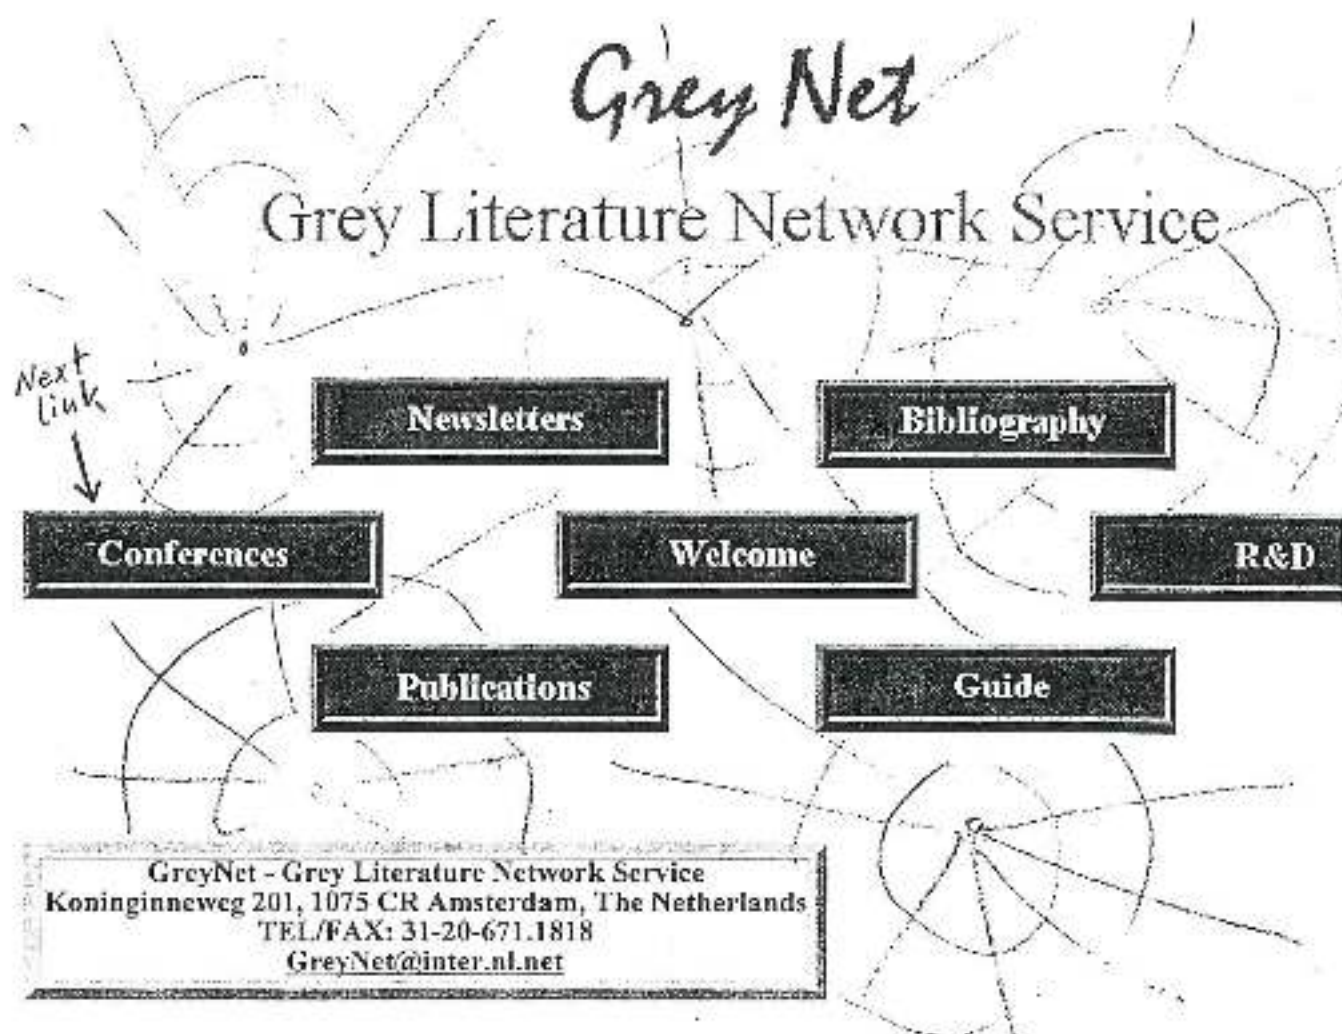 Grey Net
Grey Literature Network Service
Next
link
Newsletters
Bibliography
Conferences
Welcome
R&D
Publications
Guide
GreyNet - Grey Literature Network Service
Koninginneweg 201, 1075 CR Amsterdam, The Netherlands
TEL/FAX: 31-20-671.1818
GreyNet@inter.nl.net